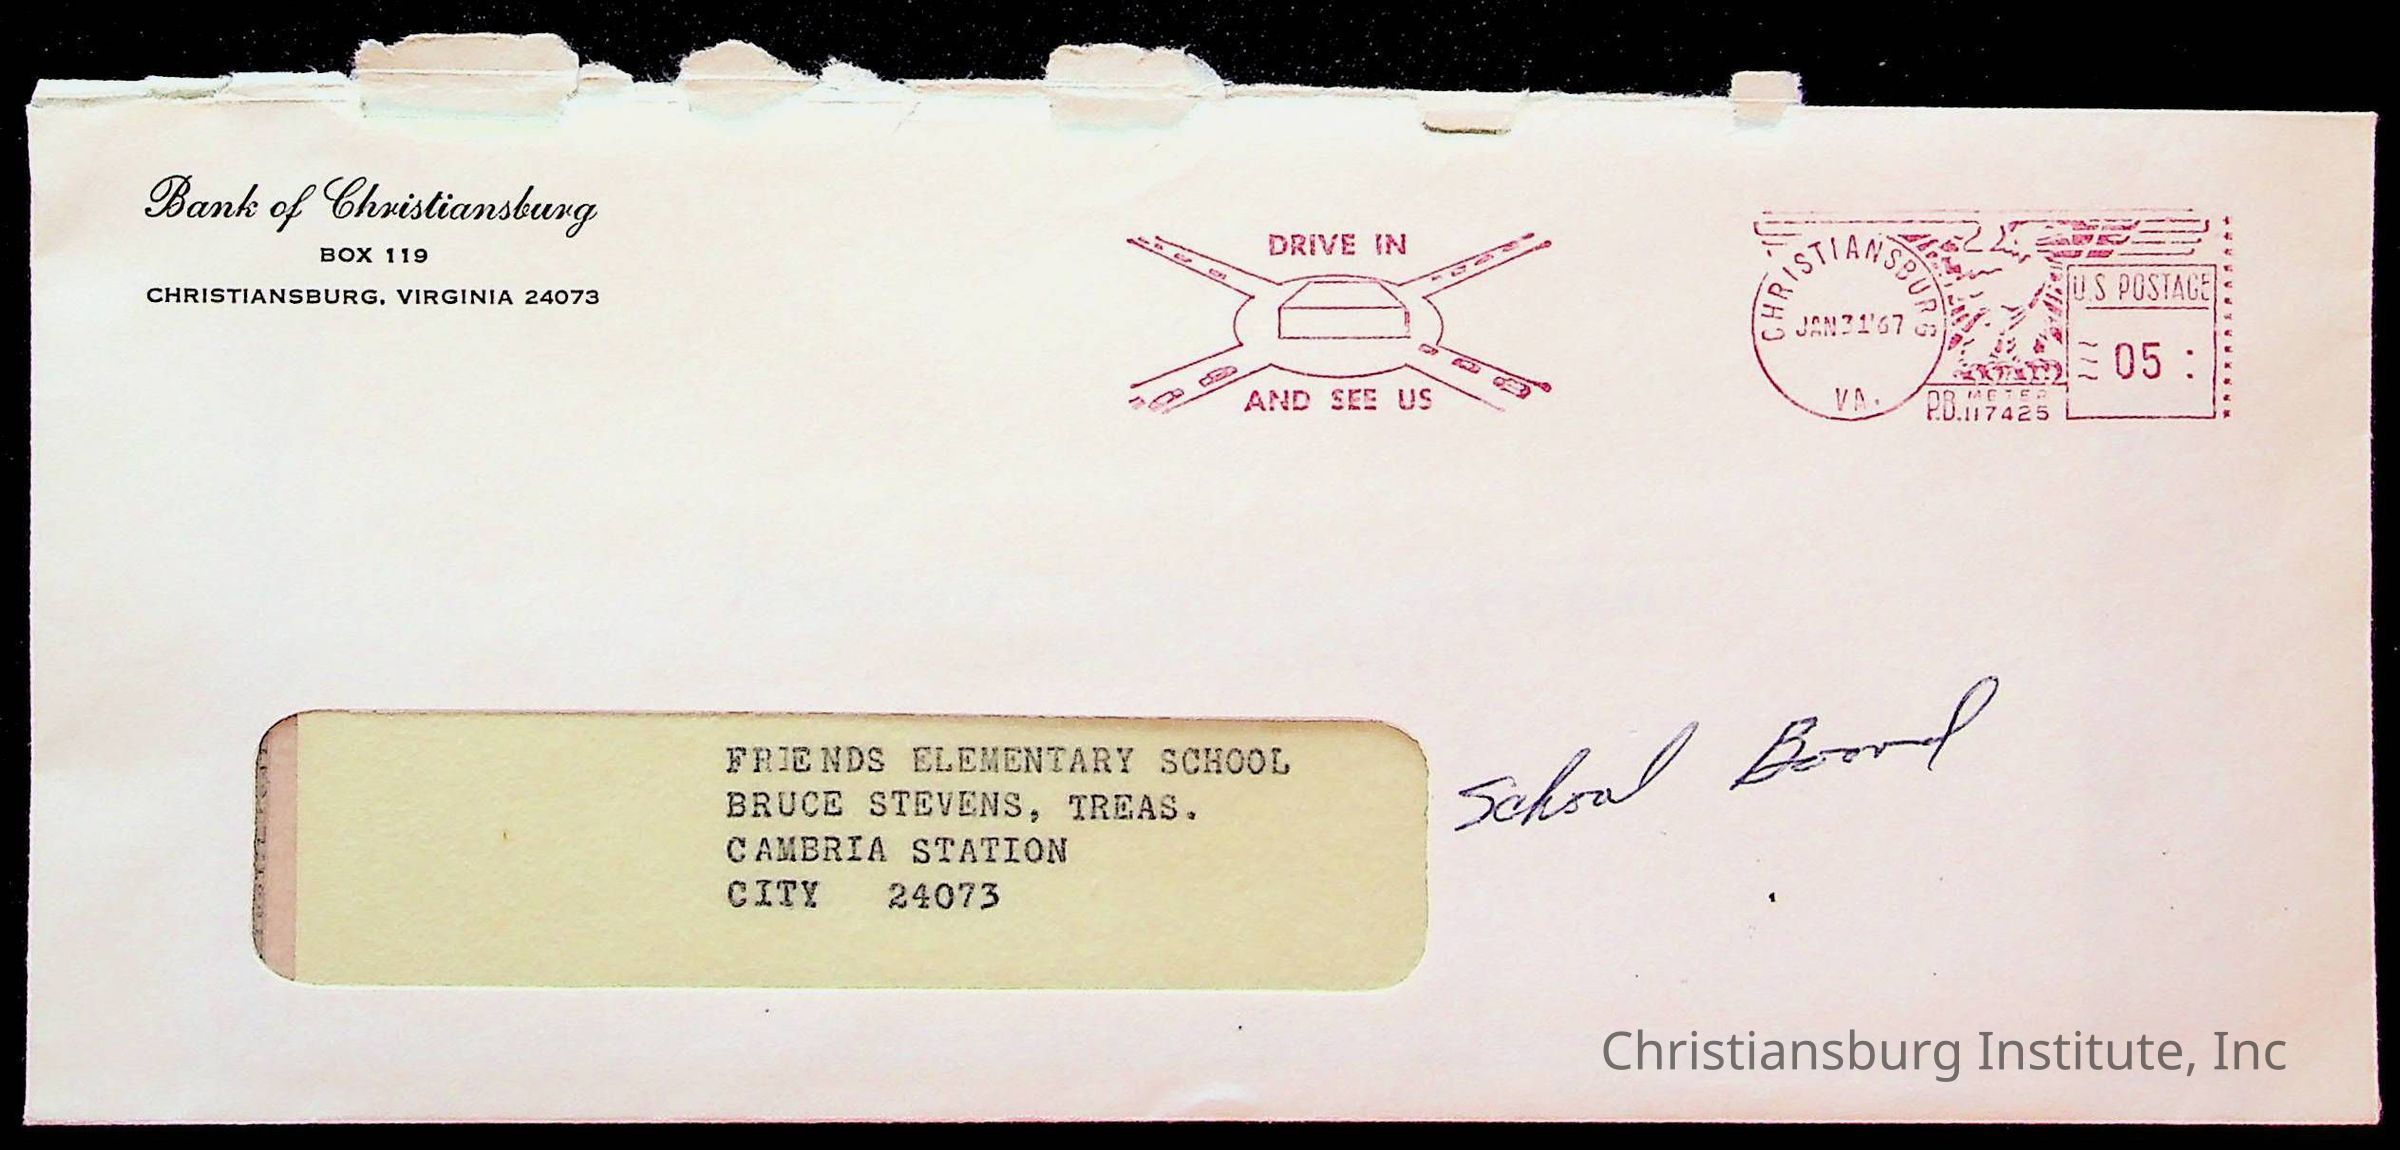 Bank of Christiansburg
BOX 119
CHRISTIANSBURG, VIRGINIA 24073
DRIVE IN
AND SEE US
CHRISTIANSBURG
JAN 31 '67
VA.
U.S POSTAGE
05
P.B. METER
117425
FRIENDS ELEMENTARY SCHOOL
BRUCE STEVENS, TREAS.
CAMBRIA STATION
CITY 24073
School Board
Christiansburg Institute, Inc